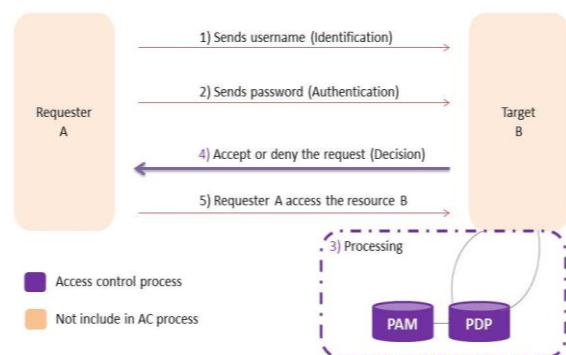 1) Sends username (Identification)
2) Sends password (Authentication)
Requester
A
Target
B
4) Accept or deny the request (Decision)
5) Requester A access the resource B
3) Processing
Access control process
PAM
PDP
Not include in AC process